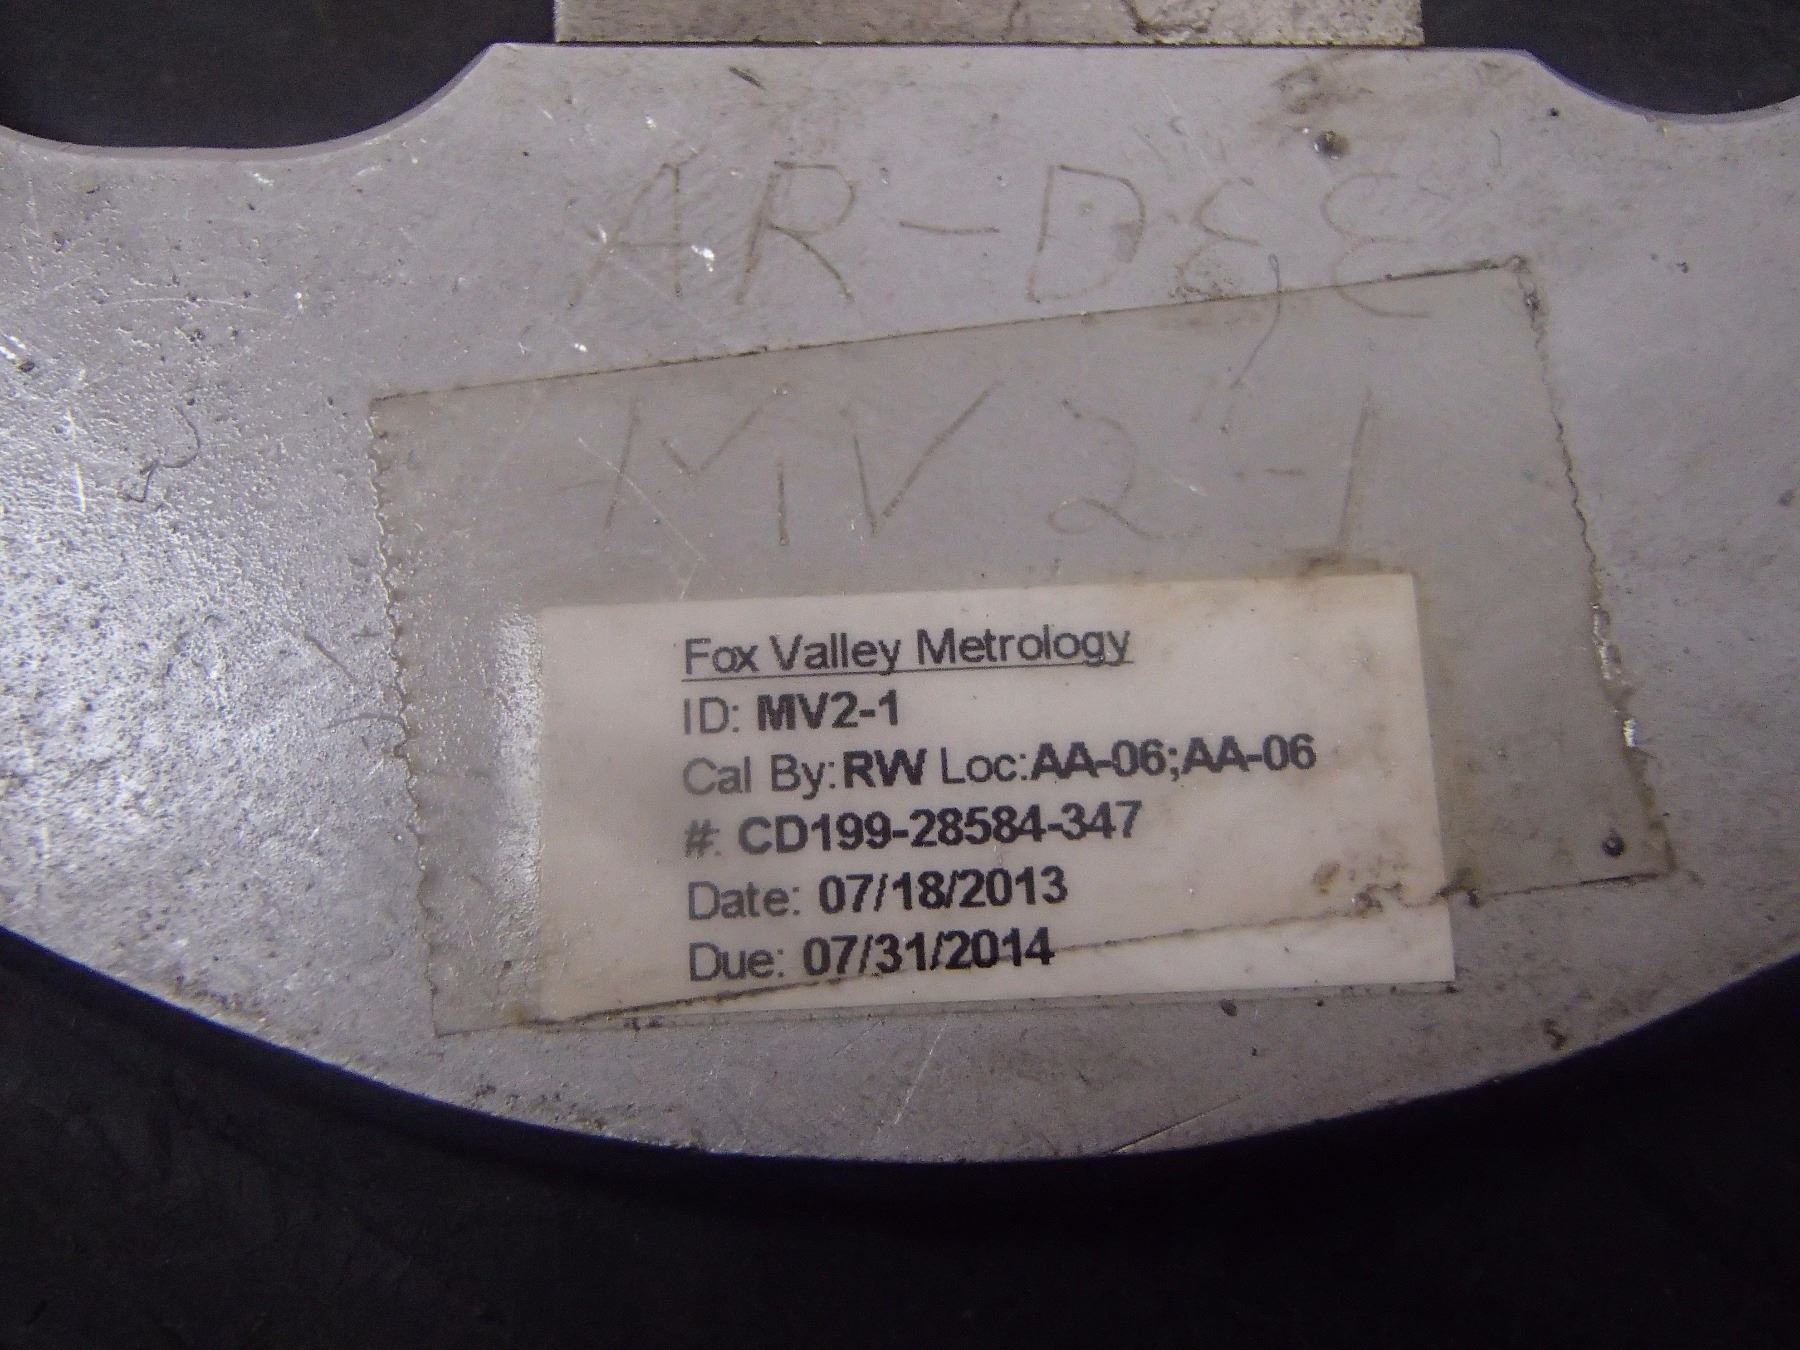 AR-DEE
MV2-1
Fox Valley Metrology
ID: MV2-1
Cal By:RW Loc:AA-06;AA-06
#: CD199-28584-347
Date: 07/18/2013
Due: 07/31/2014